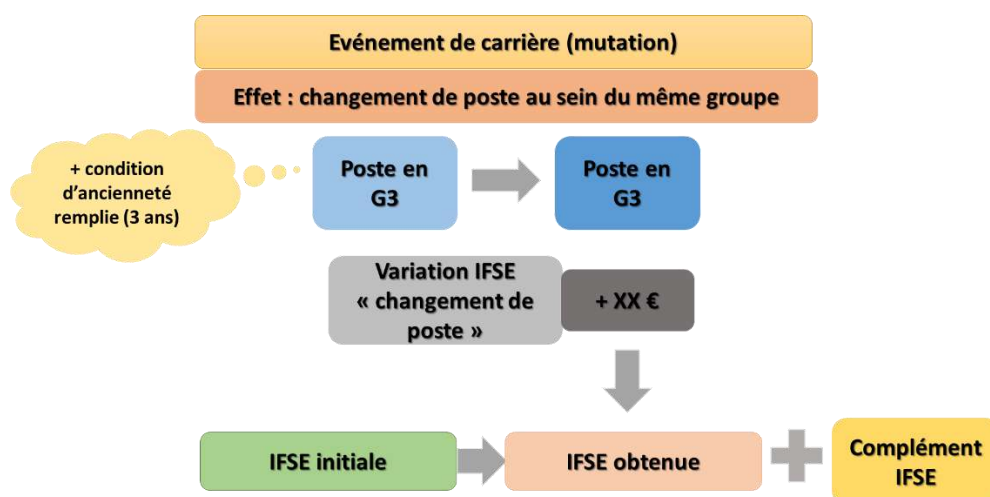 Evénement de carrière (mutation)
Effet : changement de poste au sein du même groupe
+ condition
d’ancienneté
remplie (3 ans)
Poste en
G3
Poste en
G3
Variation IFSE
« changement de
poste »
+ XX €
IFSE initiale
IFSE obtenue
Complément
IFSE